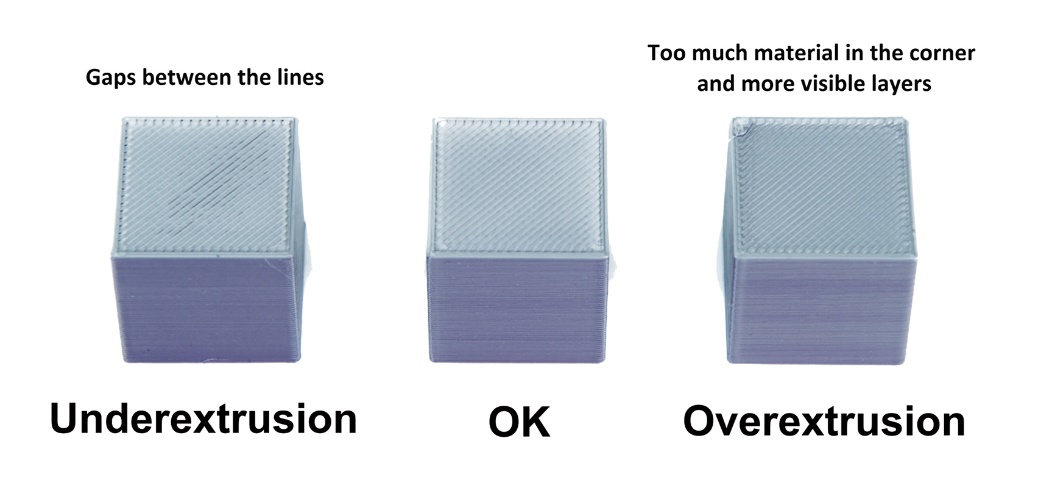 Gaps between the lines
Too much material in the corner
and more visible layers
Underextrusion
OK
Overextrusion